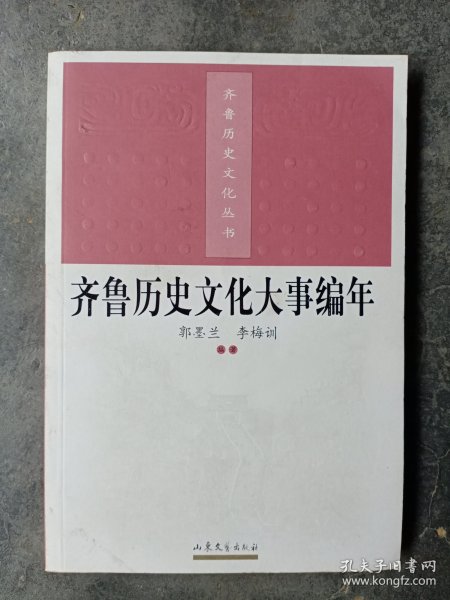 齐鲁历史文化丛书
齐鲁历史文化大事编年
郭墨兰 李梅训
编著
山东文艺出版社
孔夫子旧书网
www.kongfz.com